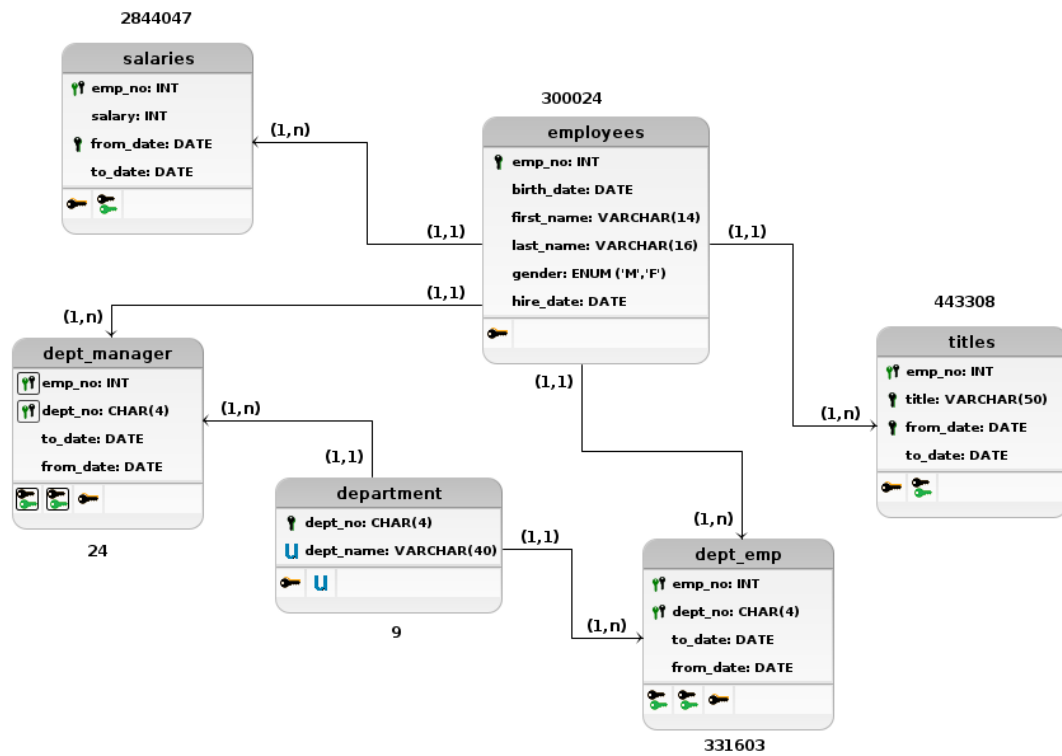 2844047
salaries
emp_no: INT
salary: INT
from_date: DATE
to_date: DATE
(1,n)
(1,1)
300024
employees
emp_no: INT
birth_date: DATE
first_name: VARCHAR(14)
last_name: VARCHAR(16)
gender: ENUM ('M','F')
hire_date: DATE
(1,1)
(1,n)
443308
titles
emp_no: INT
title: VARCHAR(50)
from_date: DATE
to_date: DATE
(1,1)
(1,n)
dept_manager
emp_no: INT
dept_no: CHAR(4)
to_date: DATE
from_date: DATE
24
(1,n)
(1,1)
department
dept_no: CHAR(4)
U dept_name: VARCHAR(40)
U
9
(1,1)
(1,n)
(1,1)
(1,n)
dept_emp
emp_no: INT
dept_no: CHAR(4)
to_date: DATE
from_date: DATE
331603